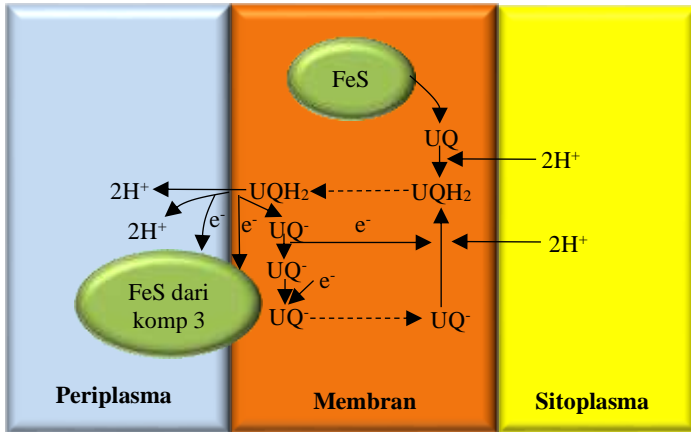 FeS
UQ
2H⁺
2H⁺
UQH₂
UQH₂
2H⁺
e⁻
e⁻
UQ⁻
e⁻
2H⁺
UQ⁻
e⁻
FeS dari
komp 3
UQ⁻
UQ⁻
Periplasma
Membran
Sitoplasma